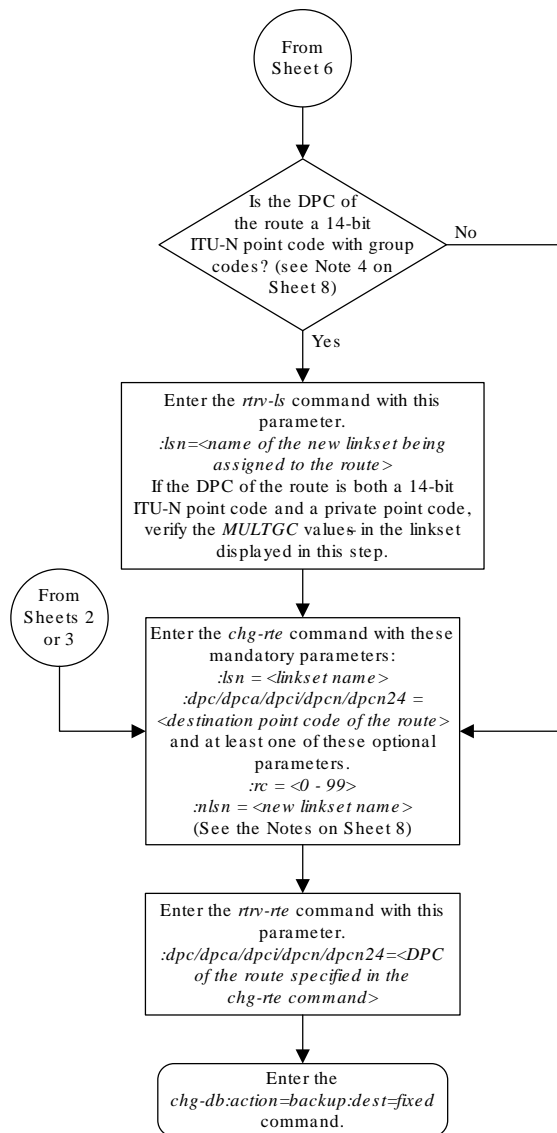 From
Sheet 6
Is the DPC of
the route a 14-bit
ITU-N point code with group
codes? (see Note 4 on
Sheet 8)
No
Yes
Enter the rtrv-ls command with this
parameter.
:lsn=<name of the new linkset being
assigned to the route>
If the DPC of the route is both a 14-bit
ITU-N point code and a private point code,
verify the MULTGC values in the linkset
displayed in this step.
From
Sheets 2
or 3
Enter the chg-rte command with these
mandatory parameters:
:lsn = <linkset name>
:dpc/dpca/dpci/dpcn/dpcn24 =
<destination point code of the route>
and at least one of these optional
parameters.
:rc = <0 - 99>
:nlsn = <new linkset name>
(See the Notes on Sheet 8)
Enter the rtrv-rte command with this
parameter.
:dpc/dpca/dpci/dpcn/dpcn24=<DPC
of the route specified in the
chg-rte command>
Enter the
chg-db:action=backup:dest=fixed
command.